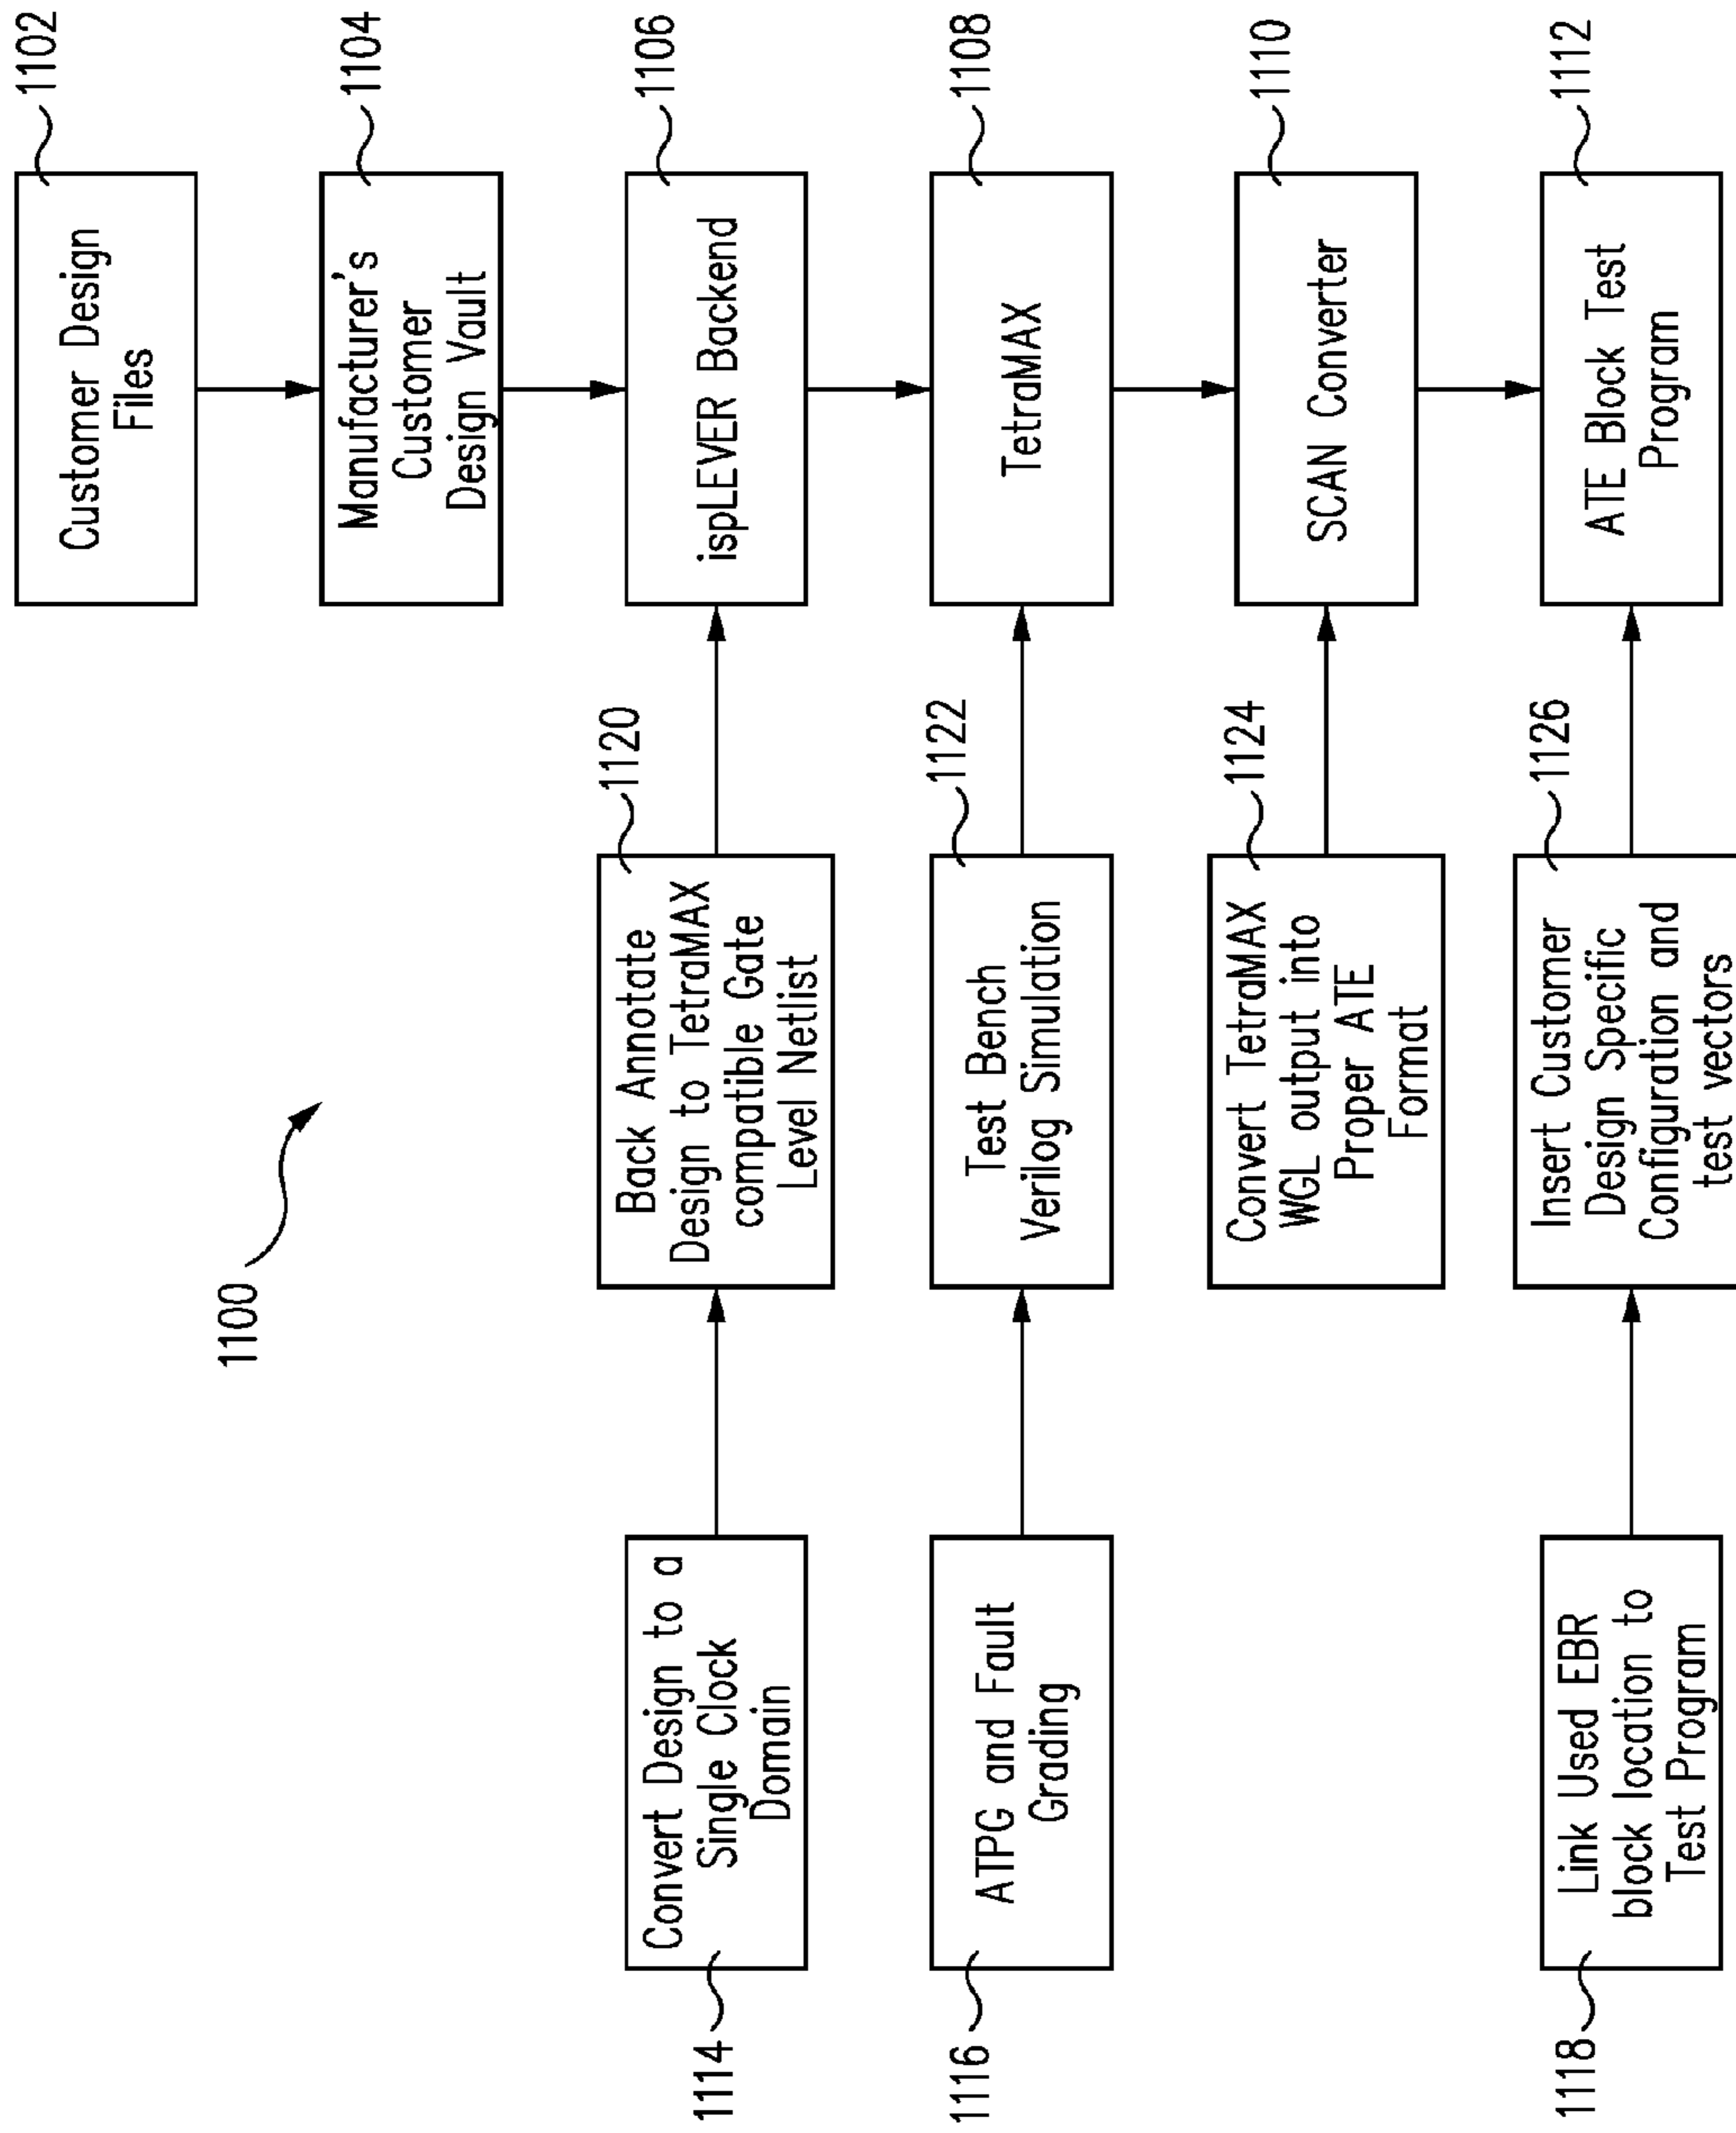 1100
1102
Customer Design
Files
1104
Manufacturer's
Customer
Design Vault
1106
ispLEVER Backend
1108
TetraMAX
1110
SCAN Converter
1112
ATE Block Test
Program
1120
Back Annotate
Design to TetraMAX
compatible Gate
Level Netlist
1122
Test Bench
Verilog Simulation
1124
Convert TetraMAX
WGL output into
Proper ATE
Format
1126
Insert Customer
Design Specific
Configuration and
test vectors
1114
Convert Design to a
Single Clock
Domain
1116
ATPG and Fault
Grading
1118
Link Used EBR
block location to
Test Program